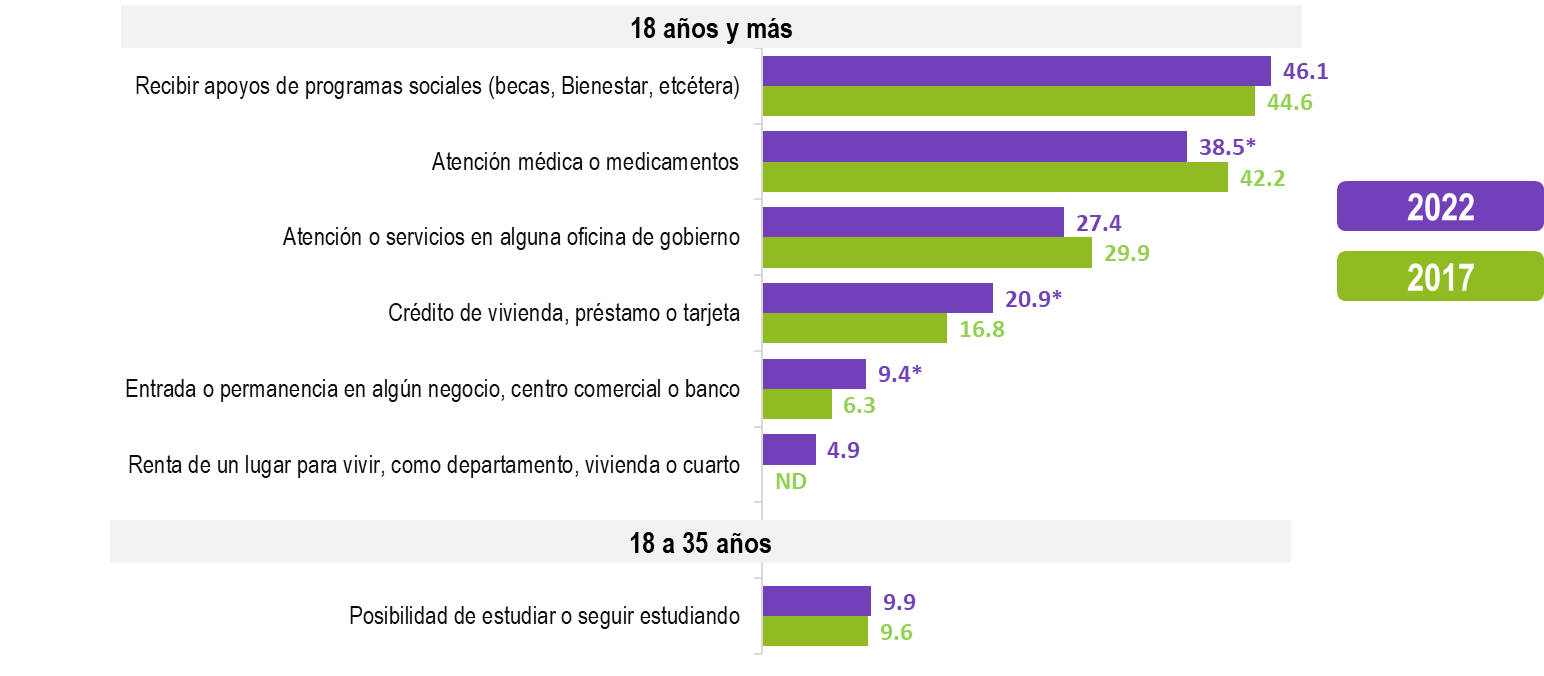 18 años y más
Recibir apoyos de programas sociales (becas, Bienestar, etcétera)
46.1
44.6
Atención médica o medicamentos
38.5*
42.2
Atención o servicios en alguna oficina de gobierno
27.4
29.9
Crédito de vivienda, préstamo o tarjeta
20.9*
16.8
Entrada o permanencia en algún negocio, centro comercial o banco
9.4*
6.3
Renta de un lugar para vivir, como departamento, vivienda o cuarto
4.9
ND
2022
2017
18 a 35 años
Posibilidad de estudiar o seguir estudiando
9.9
9.6